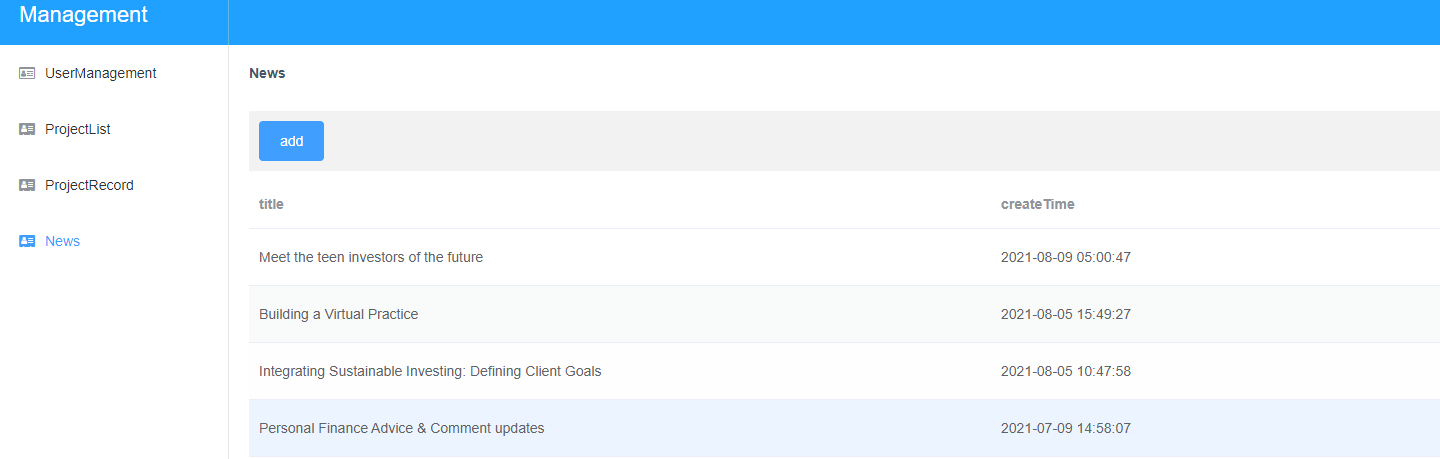 Management
UserManagement
ProjectList
ProjectRecord
News
News
add
title createTime
Meet the teen investors of the future 2021-08-09 05:00:47
Building a Virtual Practice 2021-08-05 15:49:27
Integrating Sustainable Investing: Defining Client Goals 2021-08-05 10:47:58
Personal Finance Advice & Comment updates 2021-07-09 14:58:07